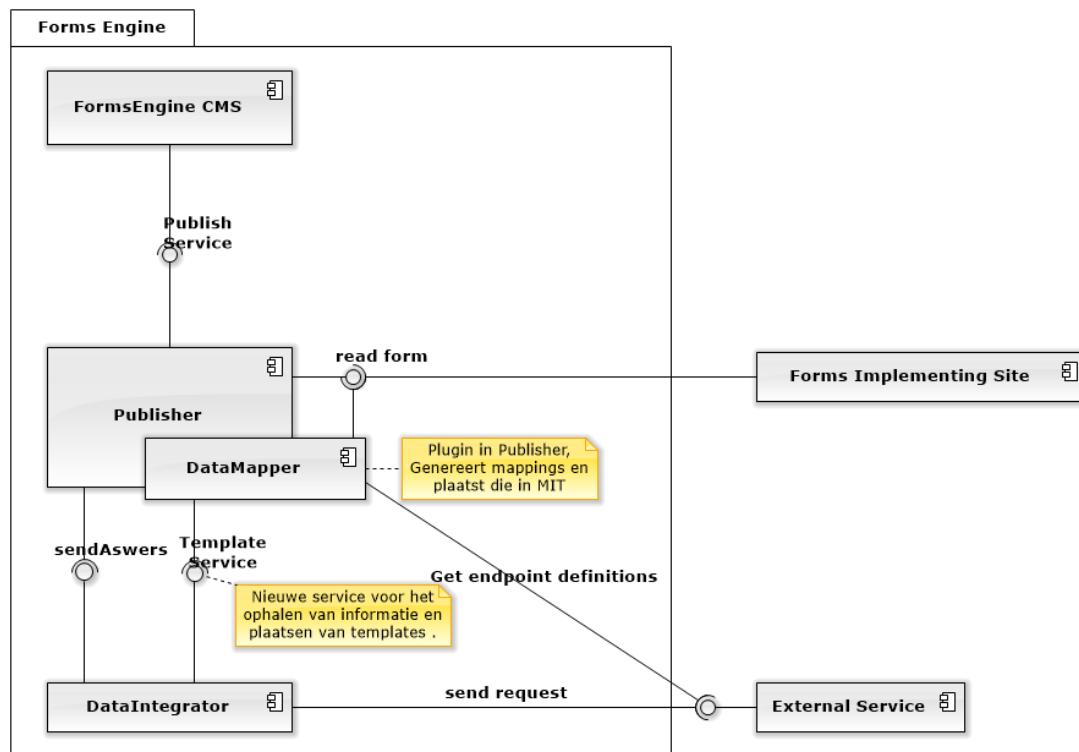 Forms Engine
FormsEngine CMS
Publish
Service
read form
Forms Implementing Site
Publisher
DataMapper
Plugin in Publisher,
Genereert mappings en
plaatst die in MIT
sendAswers
Template
Service
Get endpoint definitions
Nieuwe service voor het
ophalen van informatie en
plaatsen van templates .
send request
DataIntegrator
External Service